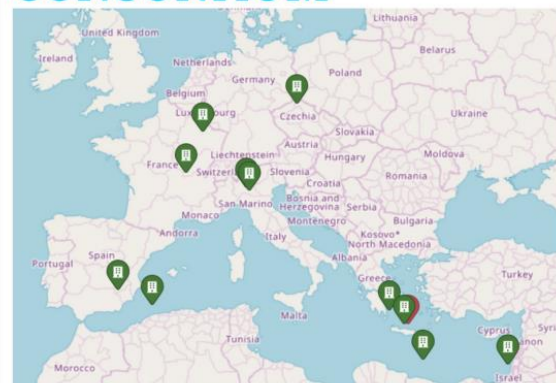 Lithuania
United Kingdom
Ireland
Belarus
Netherlands
Germany
Poland
Belgium
Ukraine
Czechia
Slovakia
Austria
Moldova
France
Liechtenstein
Hungary
Slovenia
Romania
Croatia
San Marino
Bosnia and
Herzegovina
Serbia
Monaco
Montenegro
Bulgaria
Andorra
Italy
Kosovo*
North Macedonia
Albania
Spain
Portugal
Greece
Turkey
Malta
Tunisia
Cyprus
Morocco
Israel